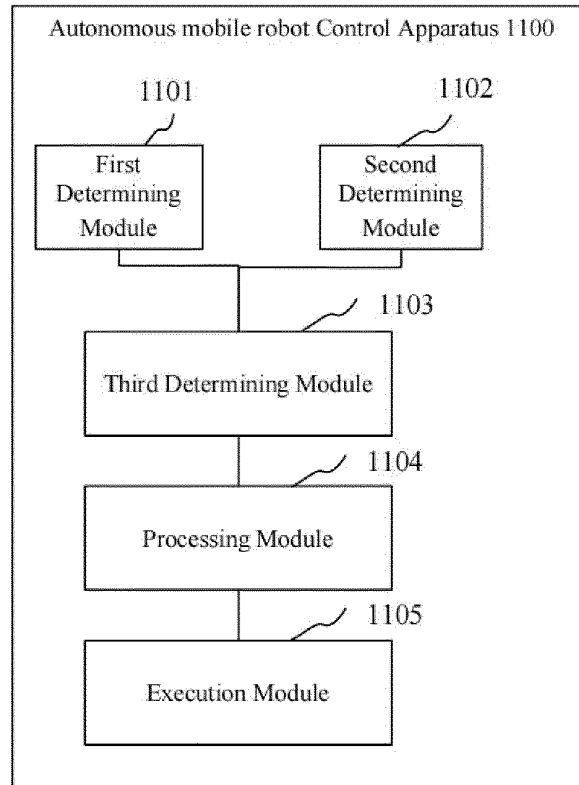 Autonomous mobile robot Control Apparatus 1100
1101
1102
First
Determining
Module
Second
Determining
Module
1103
Third Determining Module
1104
Processing Module
1105
Execution Module